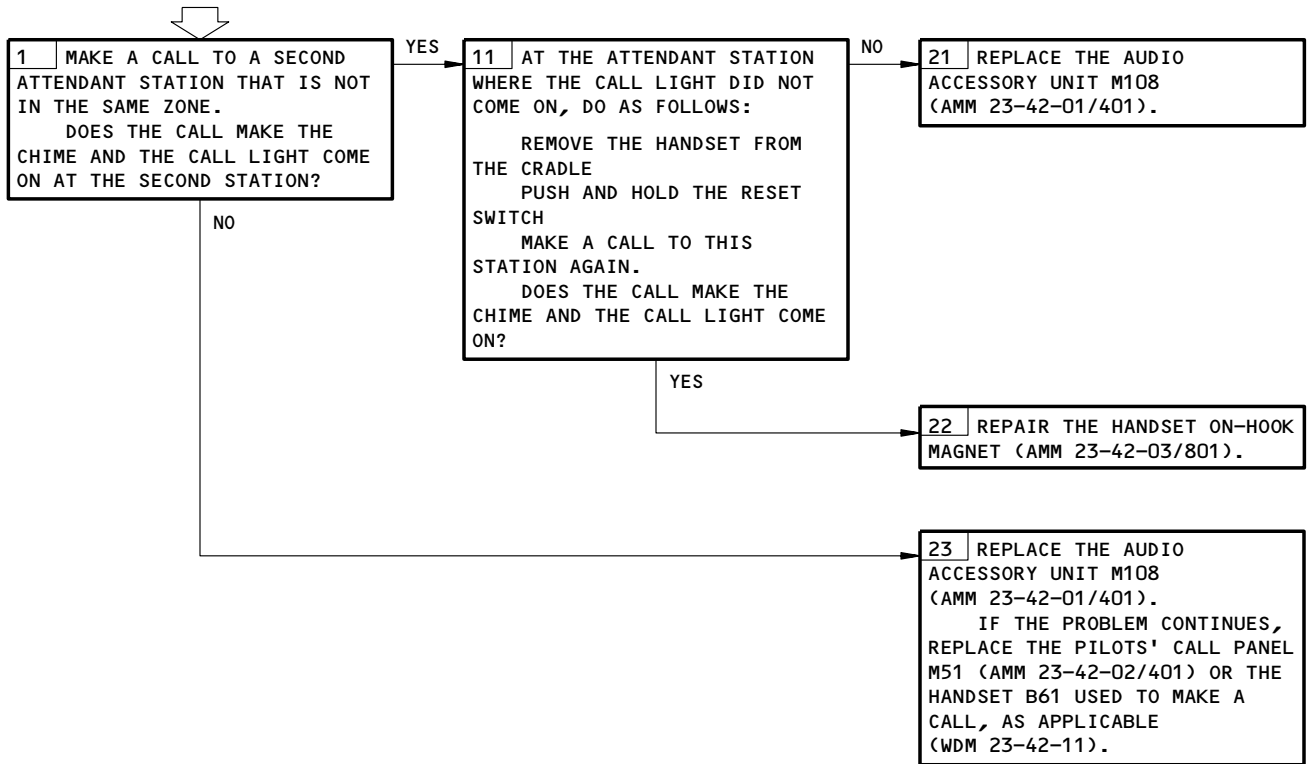 1 MAKE A CALL TO A SECOND
ATTENDANT STATION THAT IS NOT
IN THE SAME ZONE.
DOES THE CALL MAKE THE
CHIME AND THE CALL LIGHT COME
ON AT THE SECOND STATION?
YES
NO
11 AT THE ATTENDANT STATION
WHERE THE CALL LIGHT DID NOT
COME ON, DO AS FOLLOWS:
REMOVE THE HANDSET FROM
THE CRADLE
PUSH AND HOLD THE RESET
SWITCH
MAKE A CALL TO THIS
STATION AGAIN.
DOES THE CALL MAKE THE
CHIME AND THE CALL LIGHT COME
ON?
NO
YES
21 REPLACE THE AUDIO
ACCESSORY UNIT M108
(AMM 23-42-01/401).
22 REPAIR THE HANDSET ON-HOOK
MAGNET (AMM 23-42-03/801).
23 REPLACE THE AUDIO
ACCESSORY UNIT M108
(AMM 23-42-01/401).
IF THE PROBLEM CONTINUES,
REPLACE THE PILOTS' CALL PANEL
M51 (AMM 23-42-02/401) OR THE
HANDSET B61 USED TO MAKE A
CALL, AS APPLICABLE
(WDM 23-42-11).